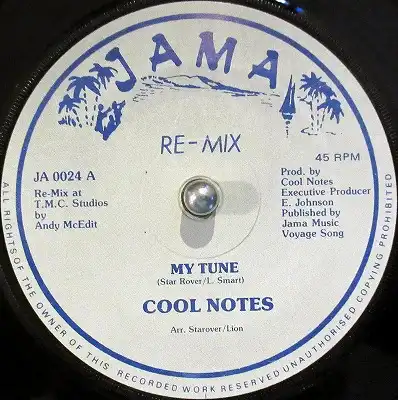 JAMA
RE-MIX
45 RPM
JA 0024 A
Re-Mix at
T.M.C. Studios
by
Andy McEdit
Prod. by
Cool Notes
Executive Producer
E. Johnson
Published by
Jama Music
Voyage Song
MY TUNE
(Star Rover/L. Smart)
COOL NOTES
Arr. Starover/Lion
ALL RIGHTS OF THE OWNER OF THIS RECORDED WORK RESERVED UNAUTHORISED COPYING PROHIBITED